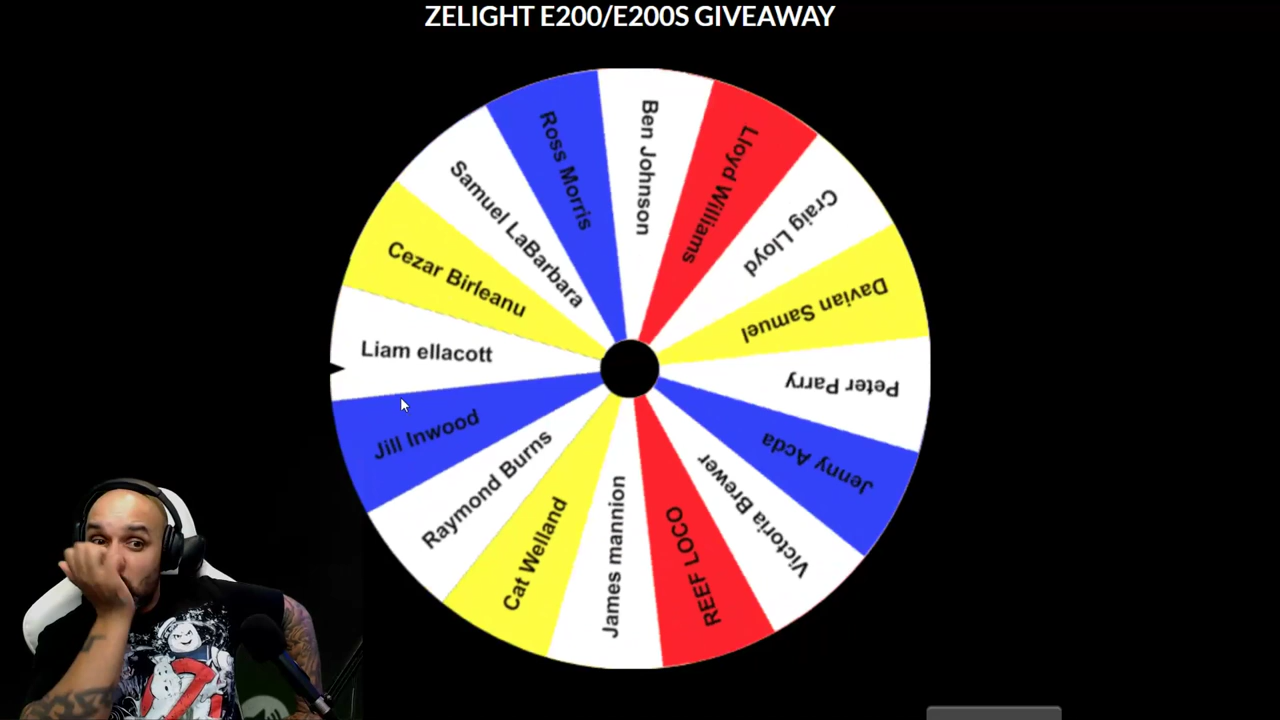 ZELIGHT E200/E200S GIVEAWAY
Ben Johnson
Lloyd Williams
Craig Lloyd
Davian Samuel
Peter Parry
Jenny Acda
Victoria Brewer
REEF LOCO
James mannion
Cat Welland
Raymond Burns
Jill Inwood
Liam ellacott
Cezar Birleanu
Samuel LaBarbara
Ross Morris